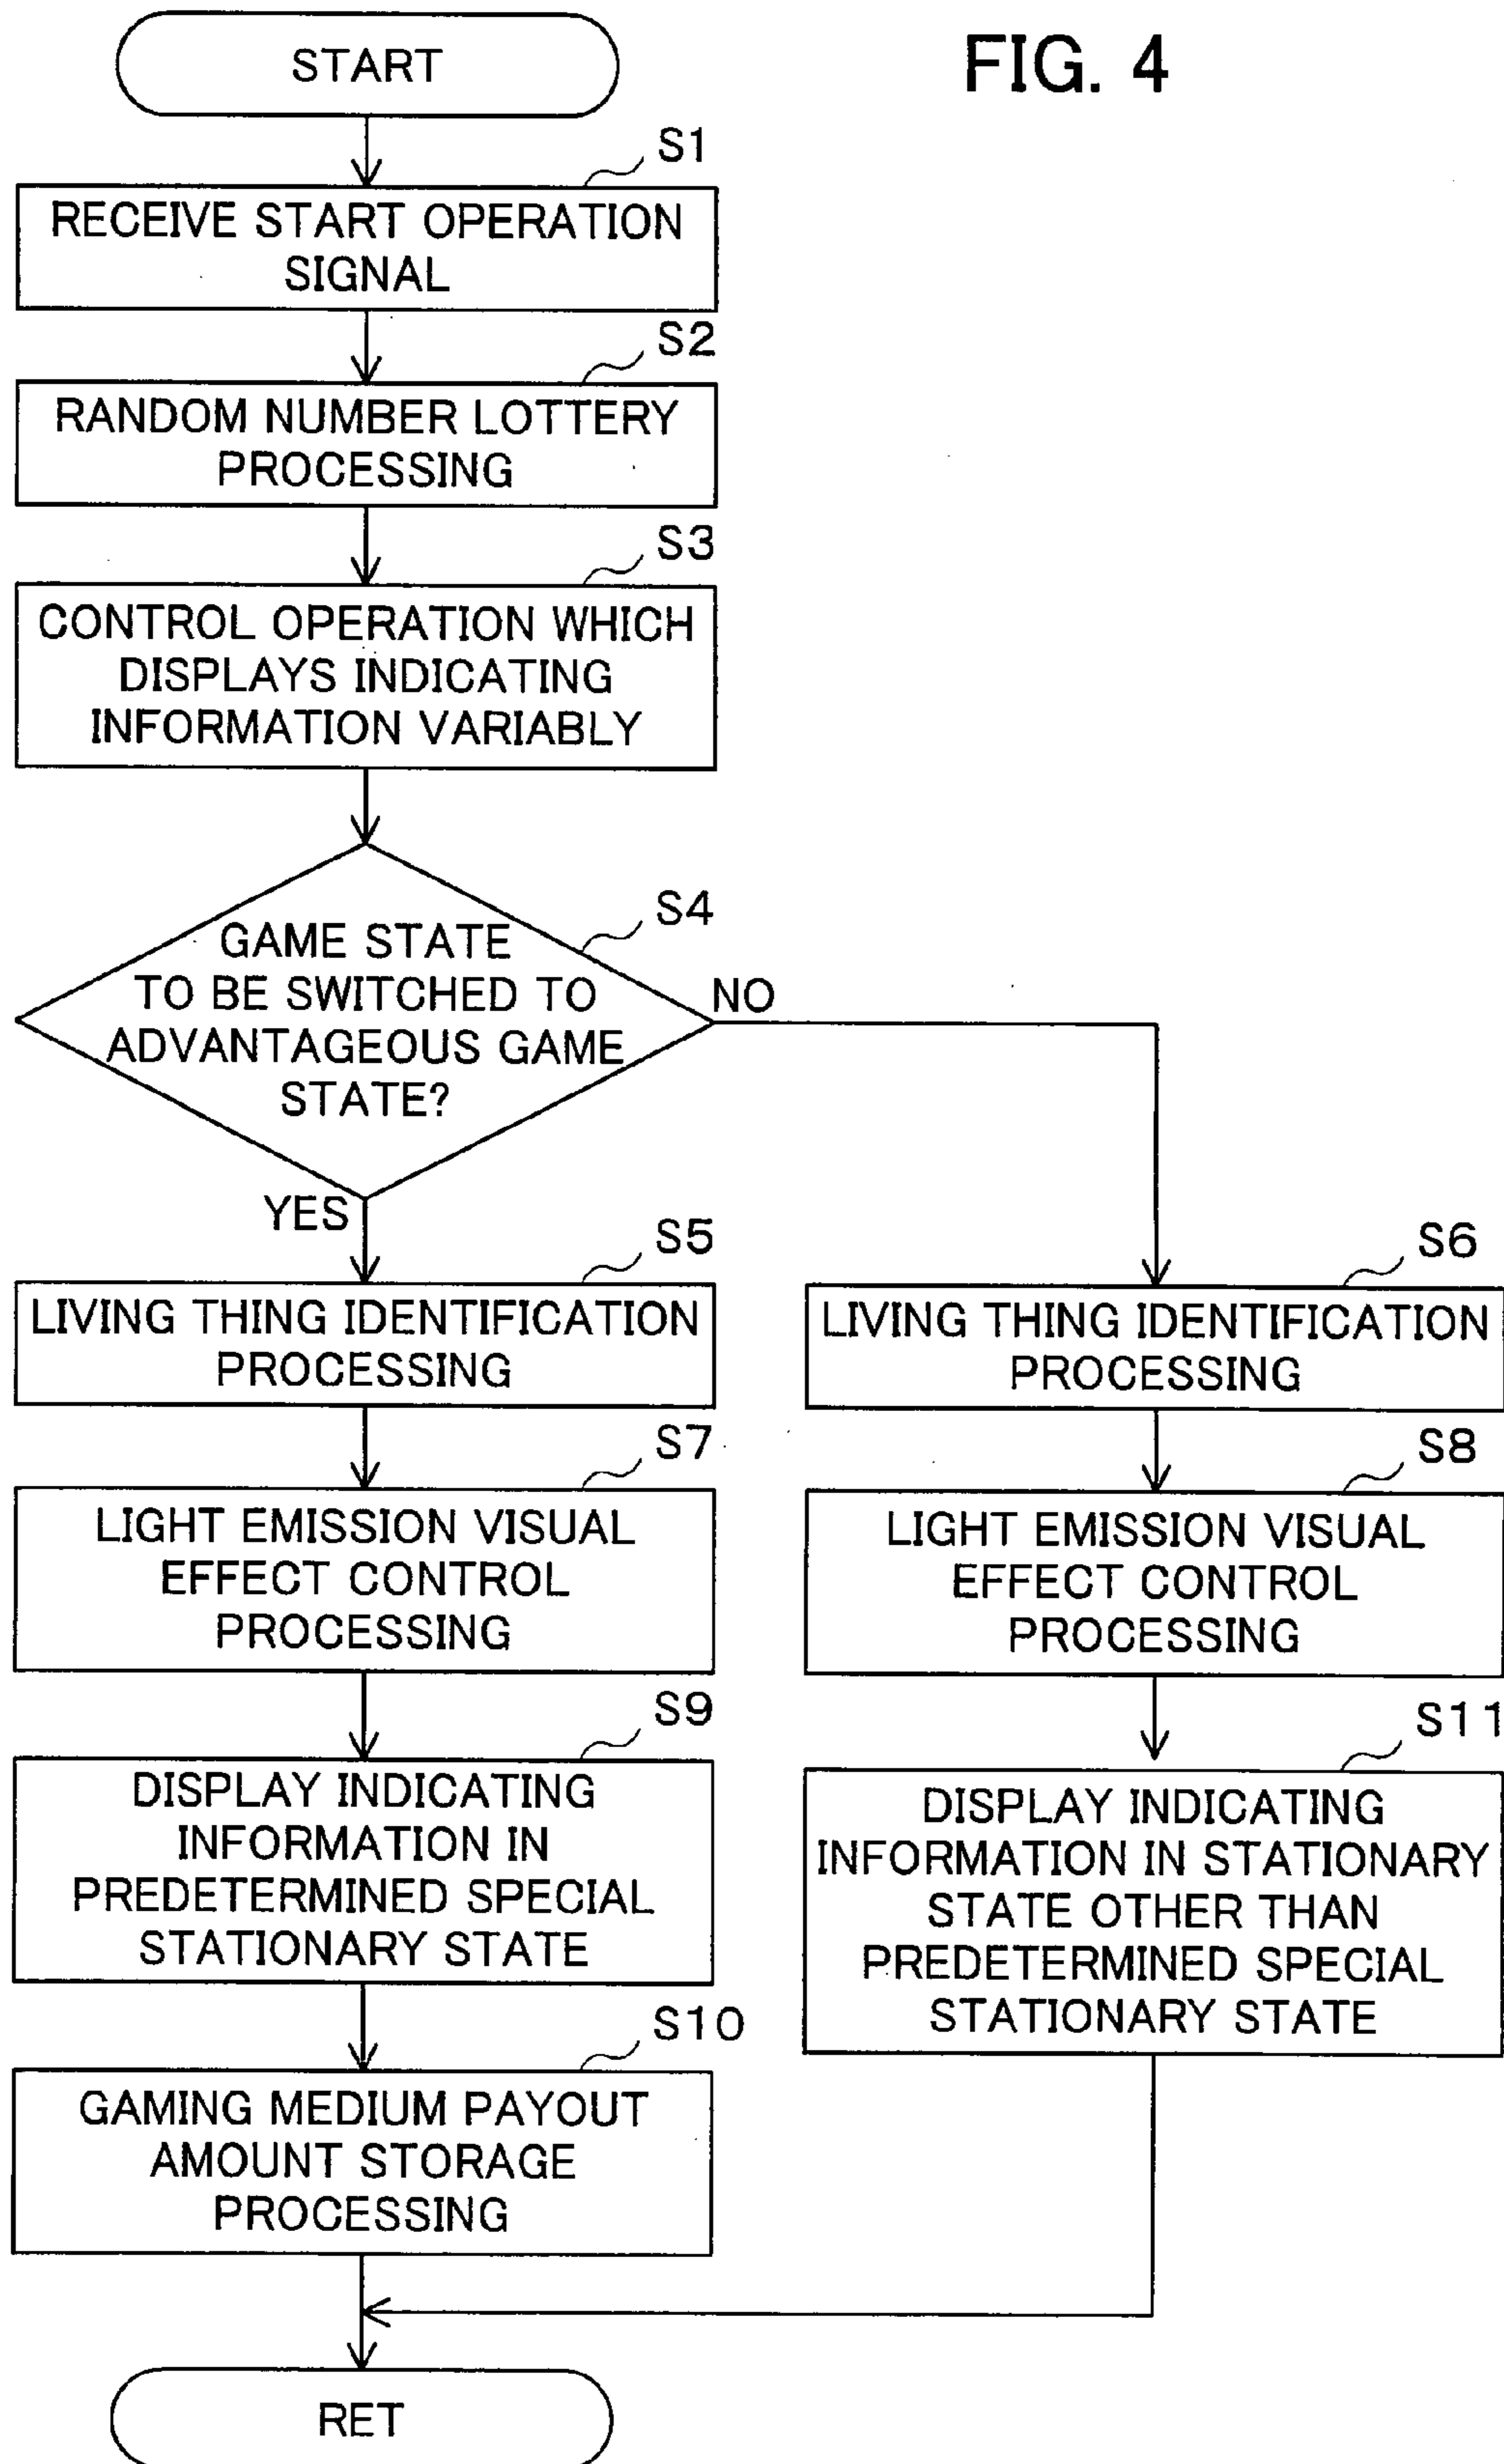 FIG. 4
START
S1
RECEIVE START OPERATION
SIGNAL
S2
RANDOM NUMBER LOTTERY
PROCESSING
S3
CONTROL OPERATION WHICH
DISPLAYS INDICATING
INFORMATION VARIABLY
S4
GAME STATE
TO BE SWITCHED TO
ADVANTAGEOUS GAME
STATE?
NO
YES
S5
LIVING THING IDENTIFICATION
PROCESSING
S6
LIVING THING IDENTIFICATION
PROCESSING
S7
LIGHT EMISSION VISUAL
EFFECT CONTROL
PROCESSING
S8
LIGHT EMISSION VISUAL
EFFECT CONTROL
PROCESSING
S9
DISPLAY INDICATING
INFORMATION IN
PREDETERMINED SPECIAL
STATIONARY STATE
S11
DISPLAY INDICATING
INFORMATION IN STATIONARY
STATE OTHER THAN
PREDETERMINED SPECIAL
STATIONARY STATE
S10
GAMING MEDIUM PAYOUT
AMOUNT STORAGE
PROCESSING
RET